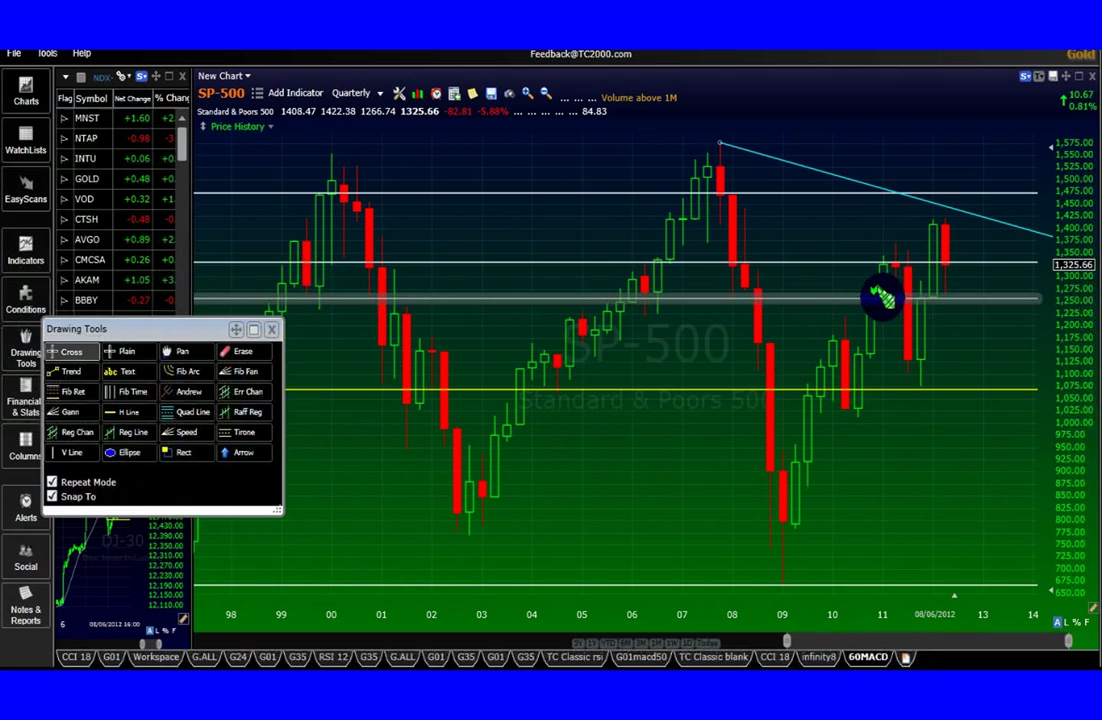 File Tools Help Feedback@TC2000.com Gold
Charts
WatchLists
EasyScans
Indicators
Conditions
Drawing
Tools
Financial
& Stats
Columns
Alerts
Social
Notes &
Reports
NDX-
Flag Symbol Net Change % Chang
MNST +1.60 +2
NTAP -0.98 -3
INTU +0.06 +
GOLD +0.48 +
VOD +0.32 +1
CTSH -0.48 -0
AVGO +0.89 +2
CMCSA +0.26 +
AKAM +1.05 +3
BBBY -0.27 -0
New Chart
SP-500 Add Indicator Quarterly ... ... Volume above 1M
Standard & Poors 500 1408.47 1422.38 1266.74 1325.66 -82.81 -5.88% ... ... ... ... 84.83
Price History
10.67
0.81%
1,575.00
1,550.00
1,525.00
1,500.00
1,475.00
1,450.00
1,425.00
1,400.00
1,375.00
1,350.00
1,325.66
1,300.00
1,275.00
1,250.00
1,225.00
1,200.00
1,175.00
1,150.00
1,125.00
1,100.00
1,075.00
1,050.00
1,025.00
1,000.00
975.00
950.00
925.00
900.00
875.00
850.00
825.00
800.00
775.00
750.00
725.00
700.00
675.00
650.00
SP-500
Standard & Poors 500
Drawing Tools
Cross Plain Pan Erase
Trend Text Fib Arc Fib Fan
Fib Ret Fib Time Andrew Err Chan
Gann H Line Quad Line Raff Reg
Reg Chan Reg Line Speed Tirone
V Line Ellipse Rect Arrow
Repeat Mode
Snap To
DJ-30
12,430.00
12,390.00
12,350.00
12,310.00
12,270.00
12,230.00
12,190.00
12,150.00
12,110.00
6 08/06/2012 16:00
A L % F
98 99 00 01 02 03 04 05 06 07 08 09 10 11 08/06/2012 13 14
A L % F
CCI 18 G01 Workspace G.ALL G24 G01 G35 RSI 12 G35 G.ALL G01 G35 G01 G35 TC Classic rsi G01macd50 TC Classic blank CCI 18 infinity8 60MACD